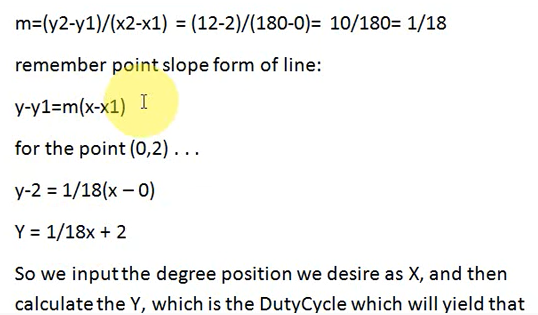 m=(y2-y1)/(x2-x1) = (12-2)/(180-0)= 10/180= 1/18
remember point slope form of line:
y-y1=m(x-x1)
for the point (0,2) . . .
y-2 = 1/18(x – 0)
Y = 1/18x + 2
So we input the degree position we desire as X, and then
calculate the Y, which is the DutyCycle which will yield that